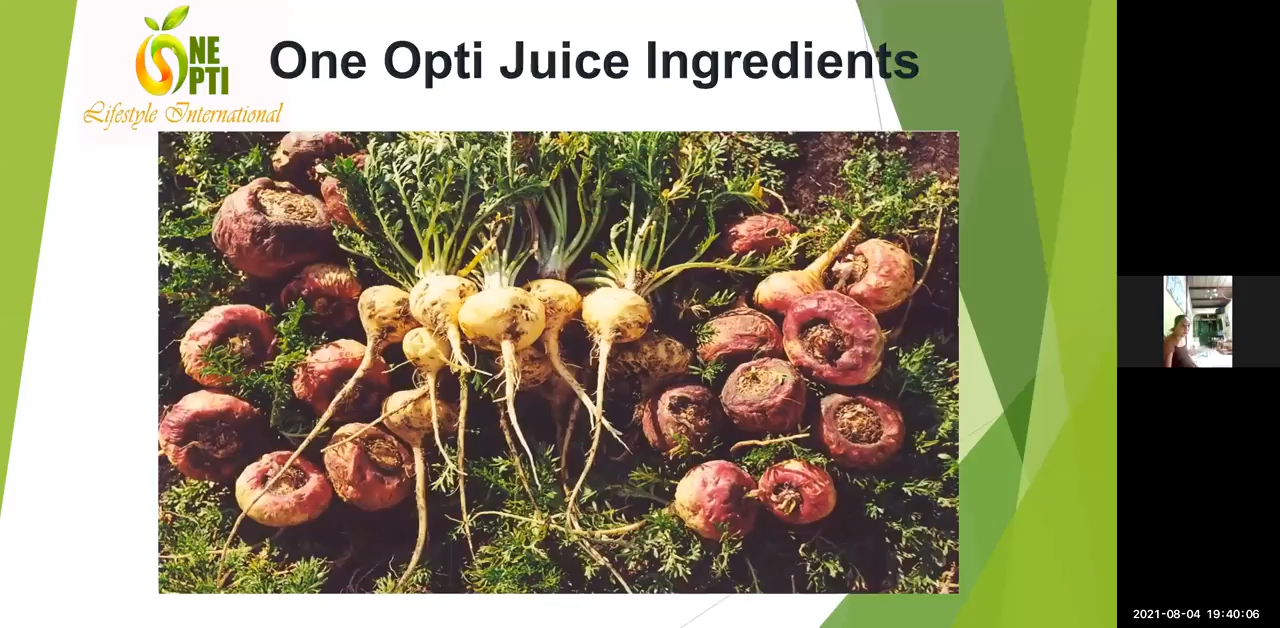 ONE
OPTI
Lifestyle International
One Opti Juice Ingredients
2021-08-04 19:40:06